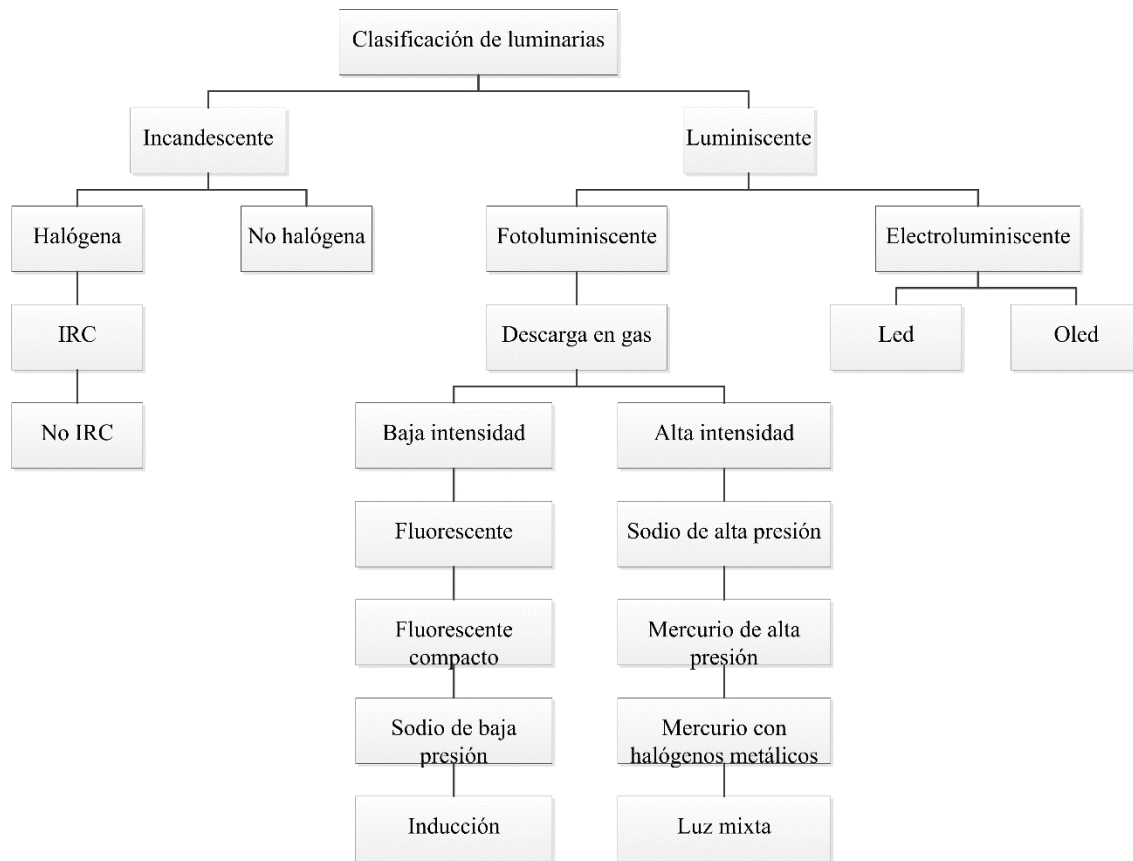 Clasificación de luminarias
Incandescente
Luminiscente
Halógena
No halógena
Fotoluminiscente
Electroluminiscente
IRC
Descarga en gas
Led
Oled
No IRC
Baja intensidad
Alta intensidad
Fluorescente
Sodio de alta presión
Fluorescente
compacto
Mercurio de alta
presión
Sodio de baja
presión
Mercurio con
halógenos metálicos
Inducción
Luz mixta